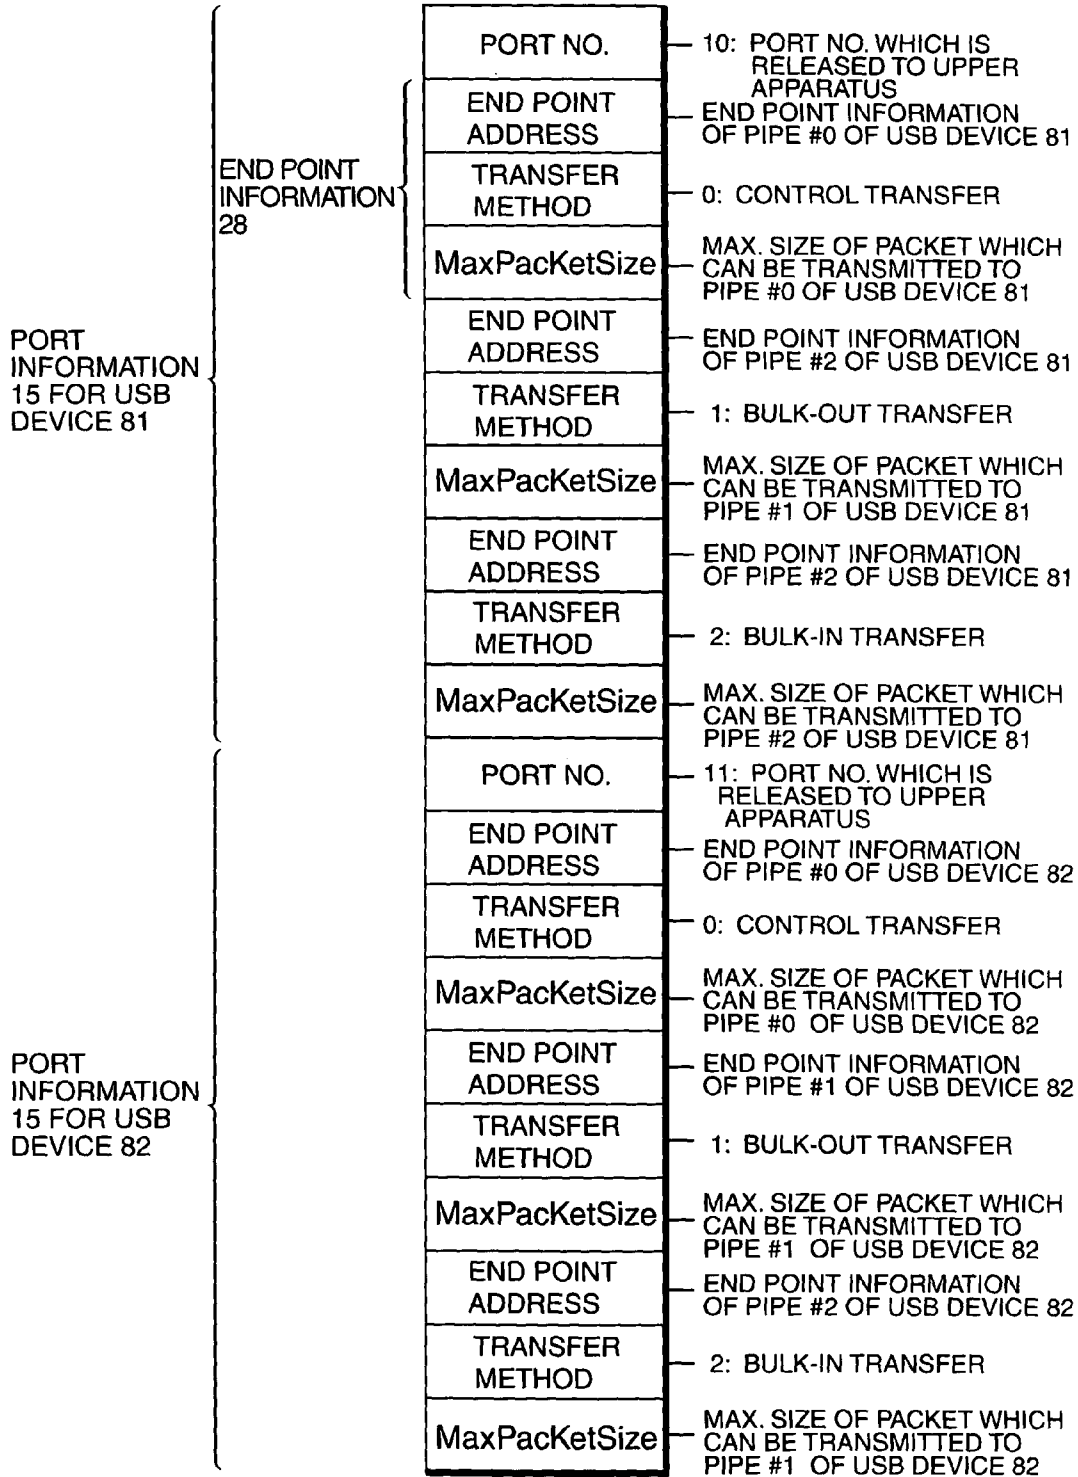 PORT NO.
10: PORT NO. WHICH IS
RELEASED TO UPPER
APPARATUS
END POINT
ADDRESS
END POINT INFORMATION
OF PIPE #0 OF USB DEVICE 81
END POINT
INFORMATION
28
TRANSFER
METHOD
0: CONTROL TRANSFER
MaxPacKetSize
MAX. SIZE OF PACKET WHICH
CAN BE TRANSMITTED TO
PIPE #0 OF USB DEVICE 81
PORT
INFORMATION
15 FOR USB
DEVICE 81
END POINT
ADDRESS
END POINT INFORMATION
OF PIPE #2 OF USB DEVICE 81
TRANSFER
METHOD
1: BULK-OUT TRANSFER
MaxPacKetSize
MAX. SIZE OF PACKET WHICH
CAN BE TRANSMITTED TO
PIPE #1 OF USB DEVICE 81
END POINT
ADDRESS
END POINT INFORMATION
OF PIPE #2 OF USB DEVICE 81
TRANSFER
METHOD
2: BULK-IN TRANSFER
MaxPacKetSize
MAX. SIZE OF PACKET WHICH
CAN BE TRANSMITTED TO
PIPE #2 OF USB DEVICE 81
PORT NO.
11: PORT NO. WHICH IS
RELEASED TO UPPER
APPARATUS
END POINT
ADDRESS
END POINT INFORMATION
OF PIPE #0 OF USB DEVICE 82
TRANSFER
METHOD
0: CONTROL TRANSFER
MaxPacKetSize
MAX. SIZE OF PACKET WHICH
CAN BE TRANSMITTED TO
PIPE #0 OF USB DEVICE 82
PORT
INFORMATION
15 FOR USB
DEVICE 82
END POINT
ADDRESS
END POINT INFORMATION
OF PIPE #1 OF USB DEVICE 82
TRANSFER
METHOD
1: BULK-OUT TRANSFER
MaxPacKetSize
MAX. SIZE OF PACKET WHICH
CAN BE TRANSMITTED TO
PIPE #1 OF USB DEVICE 82
END POINT
ADDRESS
END POINT INFORMATION
OF PIPE #2 OF USB DEVICE 82
TRANSFER
METHOD
2: BULK-IN TRANSFER
MaxPacKetSize
MAX. SIZE OF PACKET WHICH
CAN BE TRANSMITTED TO
PIPE #1 OF USB DEVICE 82